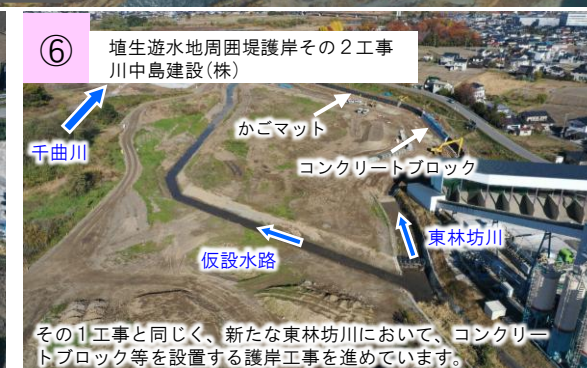 ⑥
埴生遊水地周囲堤護岸その2工事
川中島建設(株)
千曲川
かごマット
コンクリートブロック
東林坊川
仮設水路
その1工事と同じく、新たな東林坊川において、コンクリー
トブロック等を設置する護岸工事を進めています。